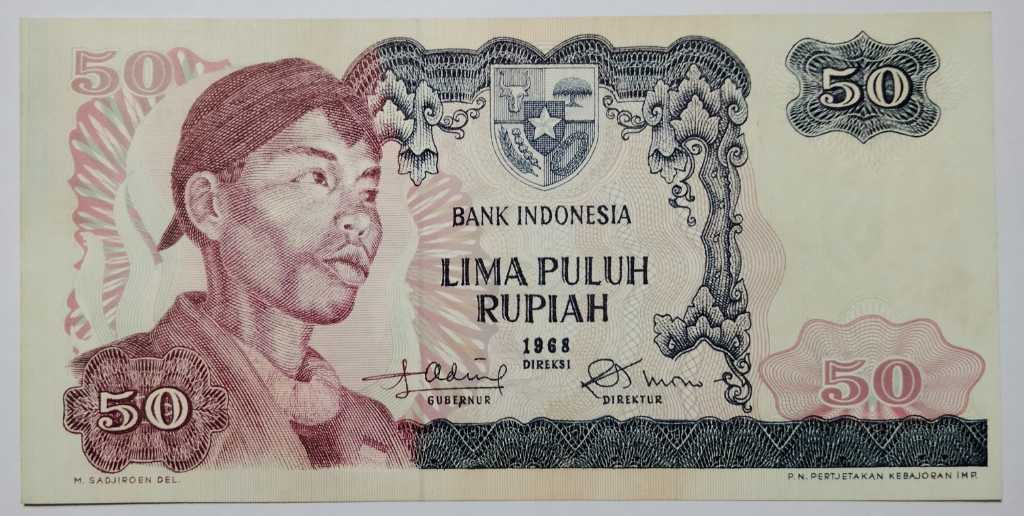 50
50
BANK INDONESIA
LIMA PULUH
RUPIAH
1968
DIREKSI
GUBERNUR
DIREKTUR
50
50
M. SADJIROEN DEL.
P.N. PERTJETAKAN KEBAJORAN IMP.